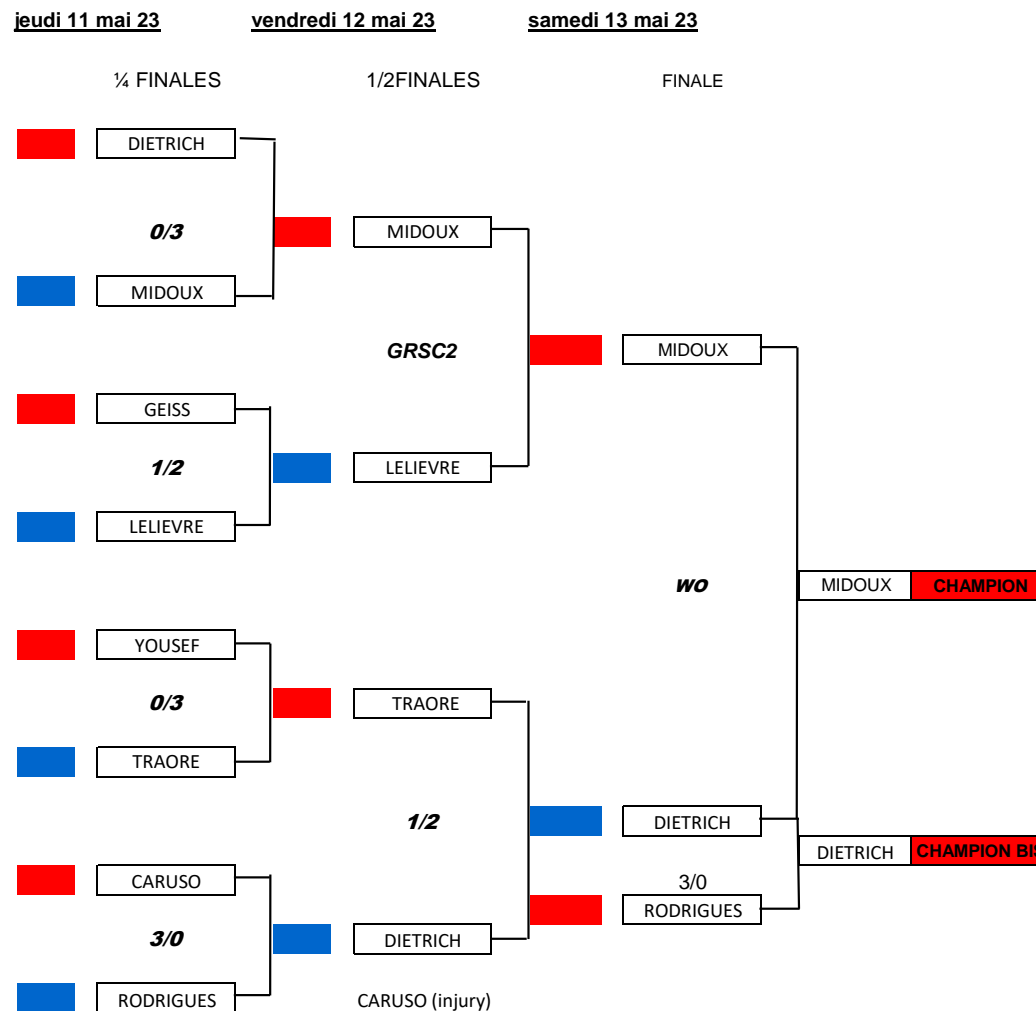 jeudi 11 mai 23 vendredi 12 mai 23 samedi 13 mai 23
¼ FINALES 1/2FINALES FINALE
DIETRICH
0/3 MIDOUX
MIDOUX
GRSC2 MIDOUX
GEISS
1/2 LELIEVRE
LELIEVRE
WO MIDOUX CHAMPION
YOUSEF
0/3 TRAORE
TRAORE
1/2 DIETRICH
DIETRICH CHAMPION BIS
CARUSO 3/0
RODRIGUES
3/0 DIETRICH
RODRIGUES CARUSO (injury)